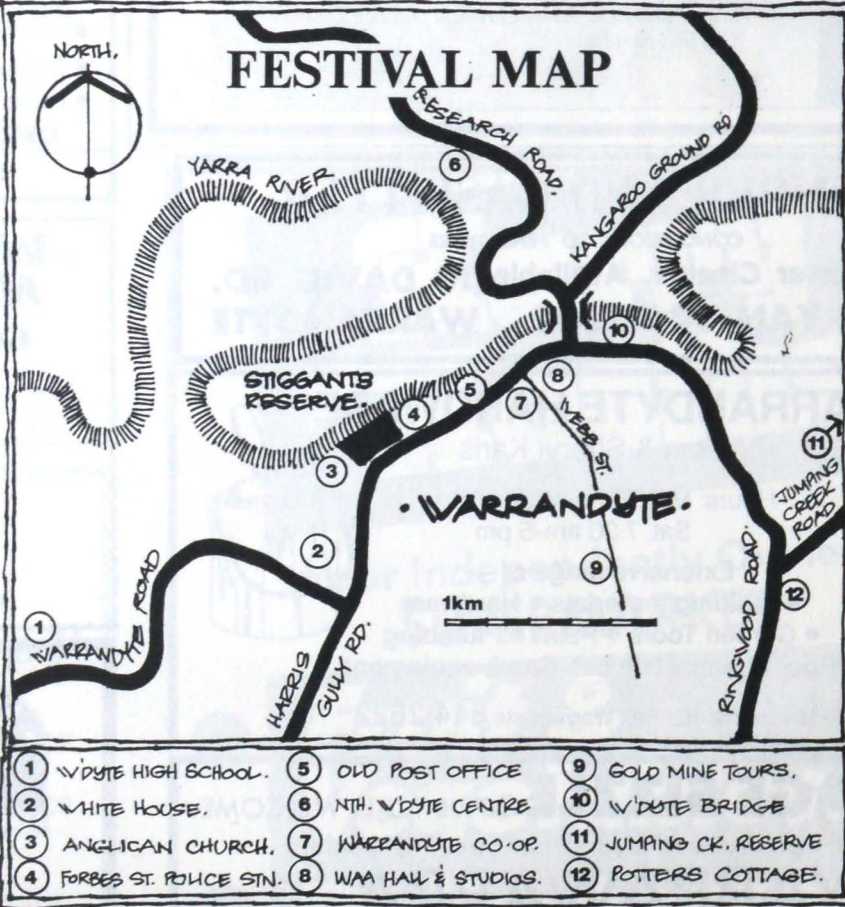 NORTH.
FESTIVAL MAP
RESEARCH ROAD.
6
KANGAROO GROUND RD
YARRA RIVER
10
STIGGANTS
RESERVE.
5
4
7
8
WEBB ST.
3
11
JUMPING
CREEK
ROAD
• WARRANDYTE •
2
9
12
1km
RINGWOOD ROAD.
1
WARRANDYTE ROAD
HARRIS
GULLY RD.
1 W'DYTE HIGH SCHOOL.
2 WHITE HOUSE.
3 ANGLICAN CHURCH.
4 FORBES ST. POLICE STN.
5 OLD POST OFFICE
6 NTH. W'DYTE CENTRE
7 WARRANDYTE CO-OP.
8 WAA HALL & STUDIOS.
9 GOLD MINE TOURS.
10 W'DYTE BRIDGE
11 JUMPING CK. RESERVE
12 POTTERS COTTAGE.